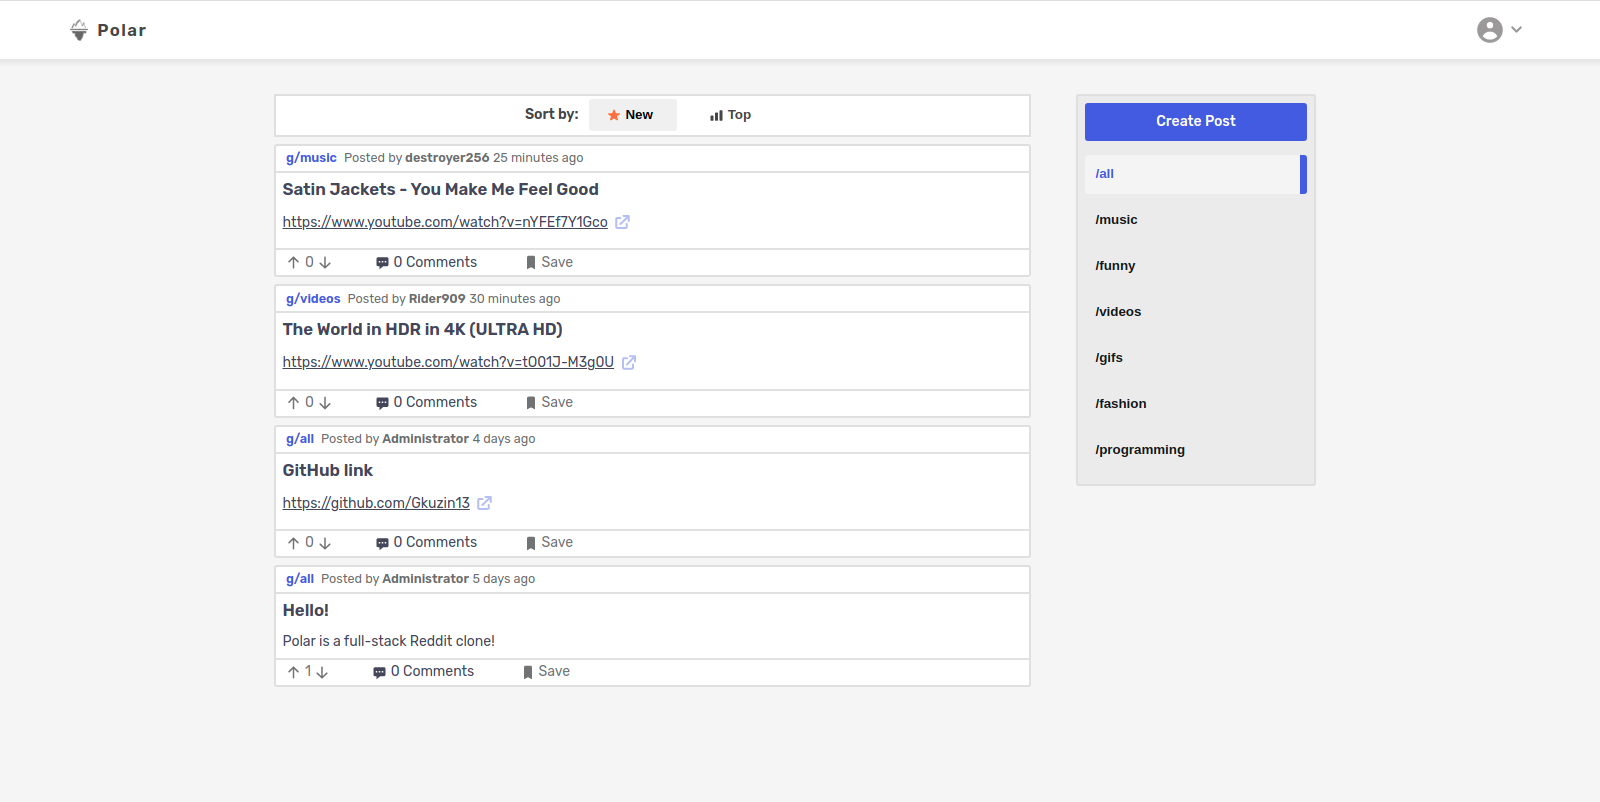 Polar
Sort by: New Top
g/music Posted by destroyer256 25 minutes ago
Satin Jackets - You Make Me Feel Good
https://www.youtube.com/watch?v=nYFEf7Y1Gco
0 0 Comments Save
g/videos Posted by Rider909 30 minutes ago
The World in HDR in 4K (ULTRA HD)
https://www.youtube.com/watch?v=tO01J-M3g0U
0 0 Comments Save
g/all Posted by Administrator 4 days ago
GitHub link
https://github.com/Gkuzin13
0 0 Comments Save
g/all Posted by Administrator 5 days ago
Hello!
Polar is a full-stack Reddit clone!
1 0 Comments Save
Create Post
/all
/music
/funny
/videos
/gifs
/fashion
/programming